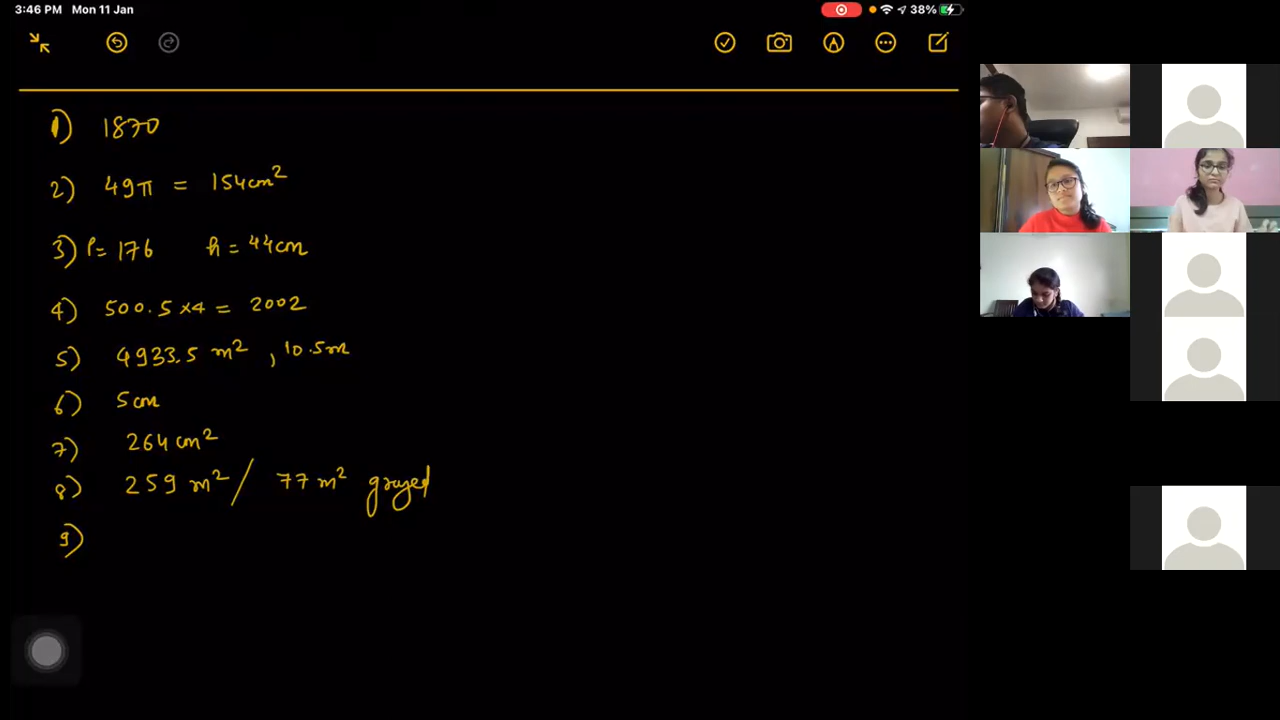 3:46 PM Mon 11 Jan
38%
1) 1870
2) 49π = 154cm²
3) l= 176 h = 44cm
4) 500.5 ×4 = 2002
5) 4933.5 m² , 10.5m
6) 5cm
7) 264 cm²
8) 259 m² / 77 m² grazed
9)